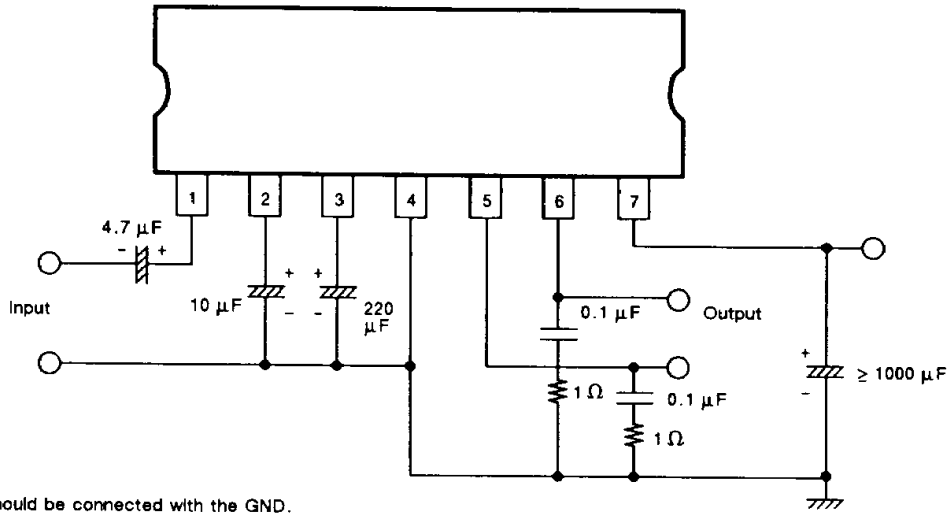 1 2 3 4 5 6 7
4.7 µF
- +
Input
10 µF
+
-
+
-
220
µF
0.1 µF
Output
1 Ω
0.1 µF
1 Ω
+
-
≥ 1000 µF
be connected with the GND.